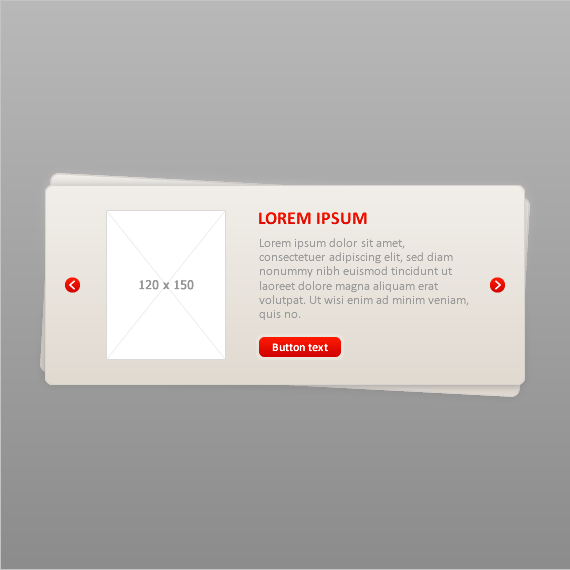 LOREM IPSUM
120 x 150
Lorem ipsum dolor sit amet,
consectetuer adipiscing elit, sed diam
nonummy nibh euismod tincidunt ut
laoreet dolore magna aliquam erat
volutpat. Ut wisi enim ad minim veniam,
quis no.
Button text